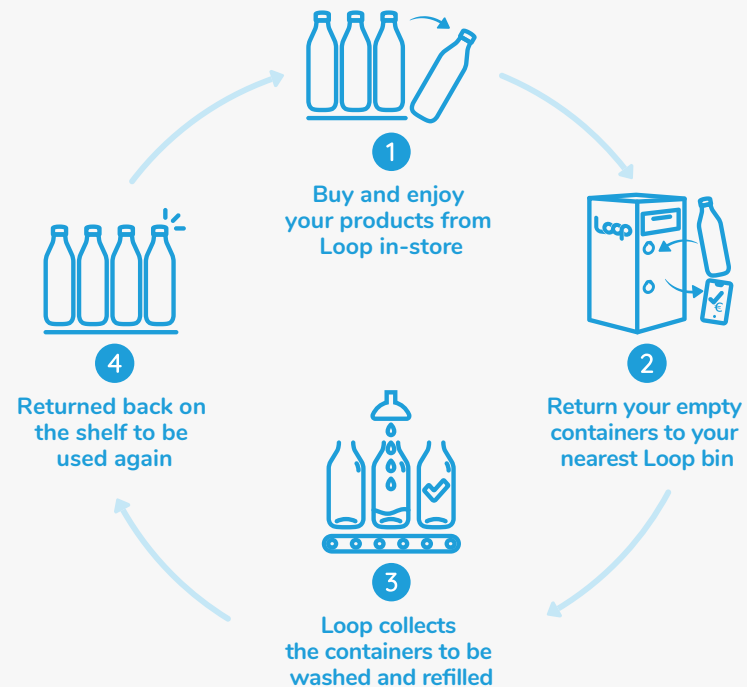 1
Buy and enjoy
your products from
Loop in-store
Loop
€
2
Return your empty
containers to your
nearest Loop bin
3
Loop collects
the containers to be
washed and refilled
4
Returned back on
the shelf to be
used again